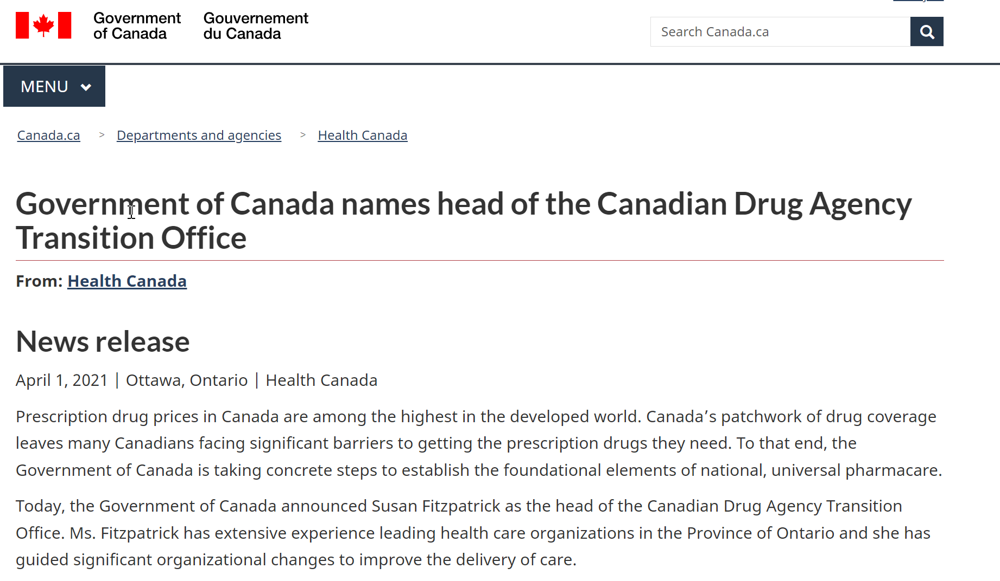 Government
of Canada
Gouvernement
du Canada
Search Canada.ca
MENU
Canada.ca > Departments and agencies > Health Canada
Government of Canada names head of the Canadian Drug Agency
Transition Office
From: Health Canada
News release
April 1, 2021 | Ottawa, Ontario | Health Canada
Prescription drug prices in Canada are among the highest in the developed world. Canada’s patchwork of drug coverage
leaves many Canadians facing significant barriers to getting the prescription drugs they need. To that end, the
Government of Canada is taking concrete steps to establish the foundational elements of national, universal pharmacare.
Today, the Government of Canada announced Susan Fitzpatrick as the head of the Canadian Drug Agency Transition
Office. Ms. Fitzpatrick has extensive experience leading health care organizations in the Province of Ontario and she has
guided significant organizational changes to improve the delivery of care.